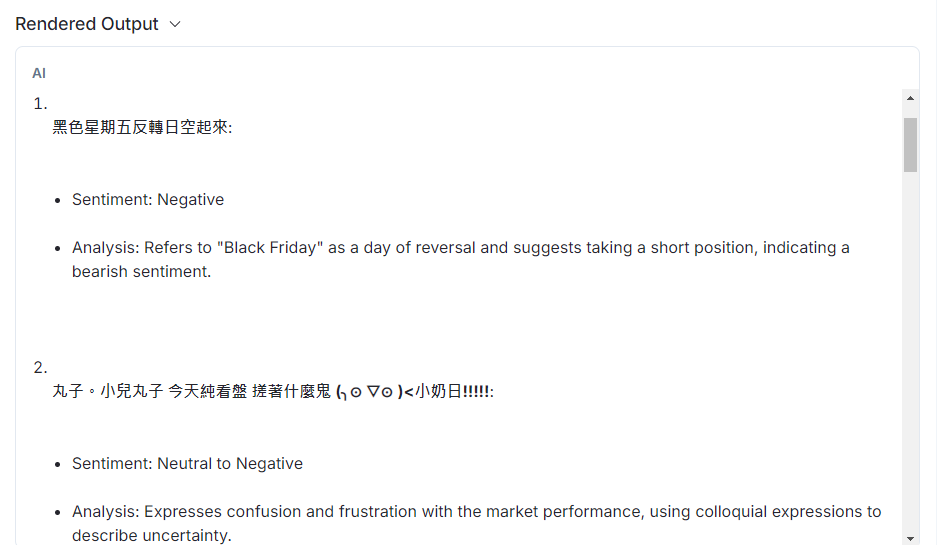 Rendered Output
AI
1.
黑色星期五反轉日空起來:
• Sentiment: Negative
• Analysis: Refers to "Black Friday" as a day of reversal and suggests taking a short position, indicating a
bearish sentiment.
2.
丸子。小兒丸子 今天純看盤 搓著什麼鬼 (╮⊙ ▽⊙ )<小奶日!!!!!:
• Sentiment: Neutral to Negative
• Analysis: Expresses confusion and frustration with the market performance, using colloquial expressions to
describe uncertainty.